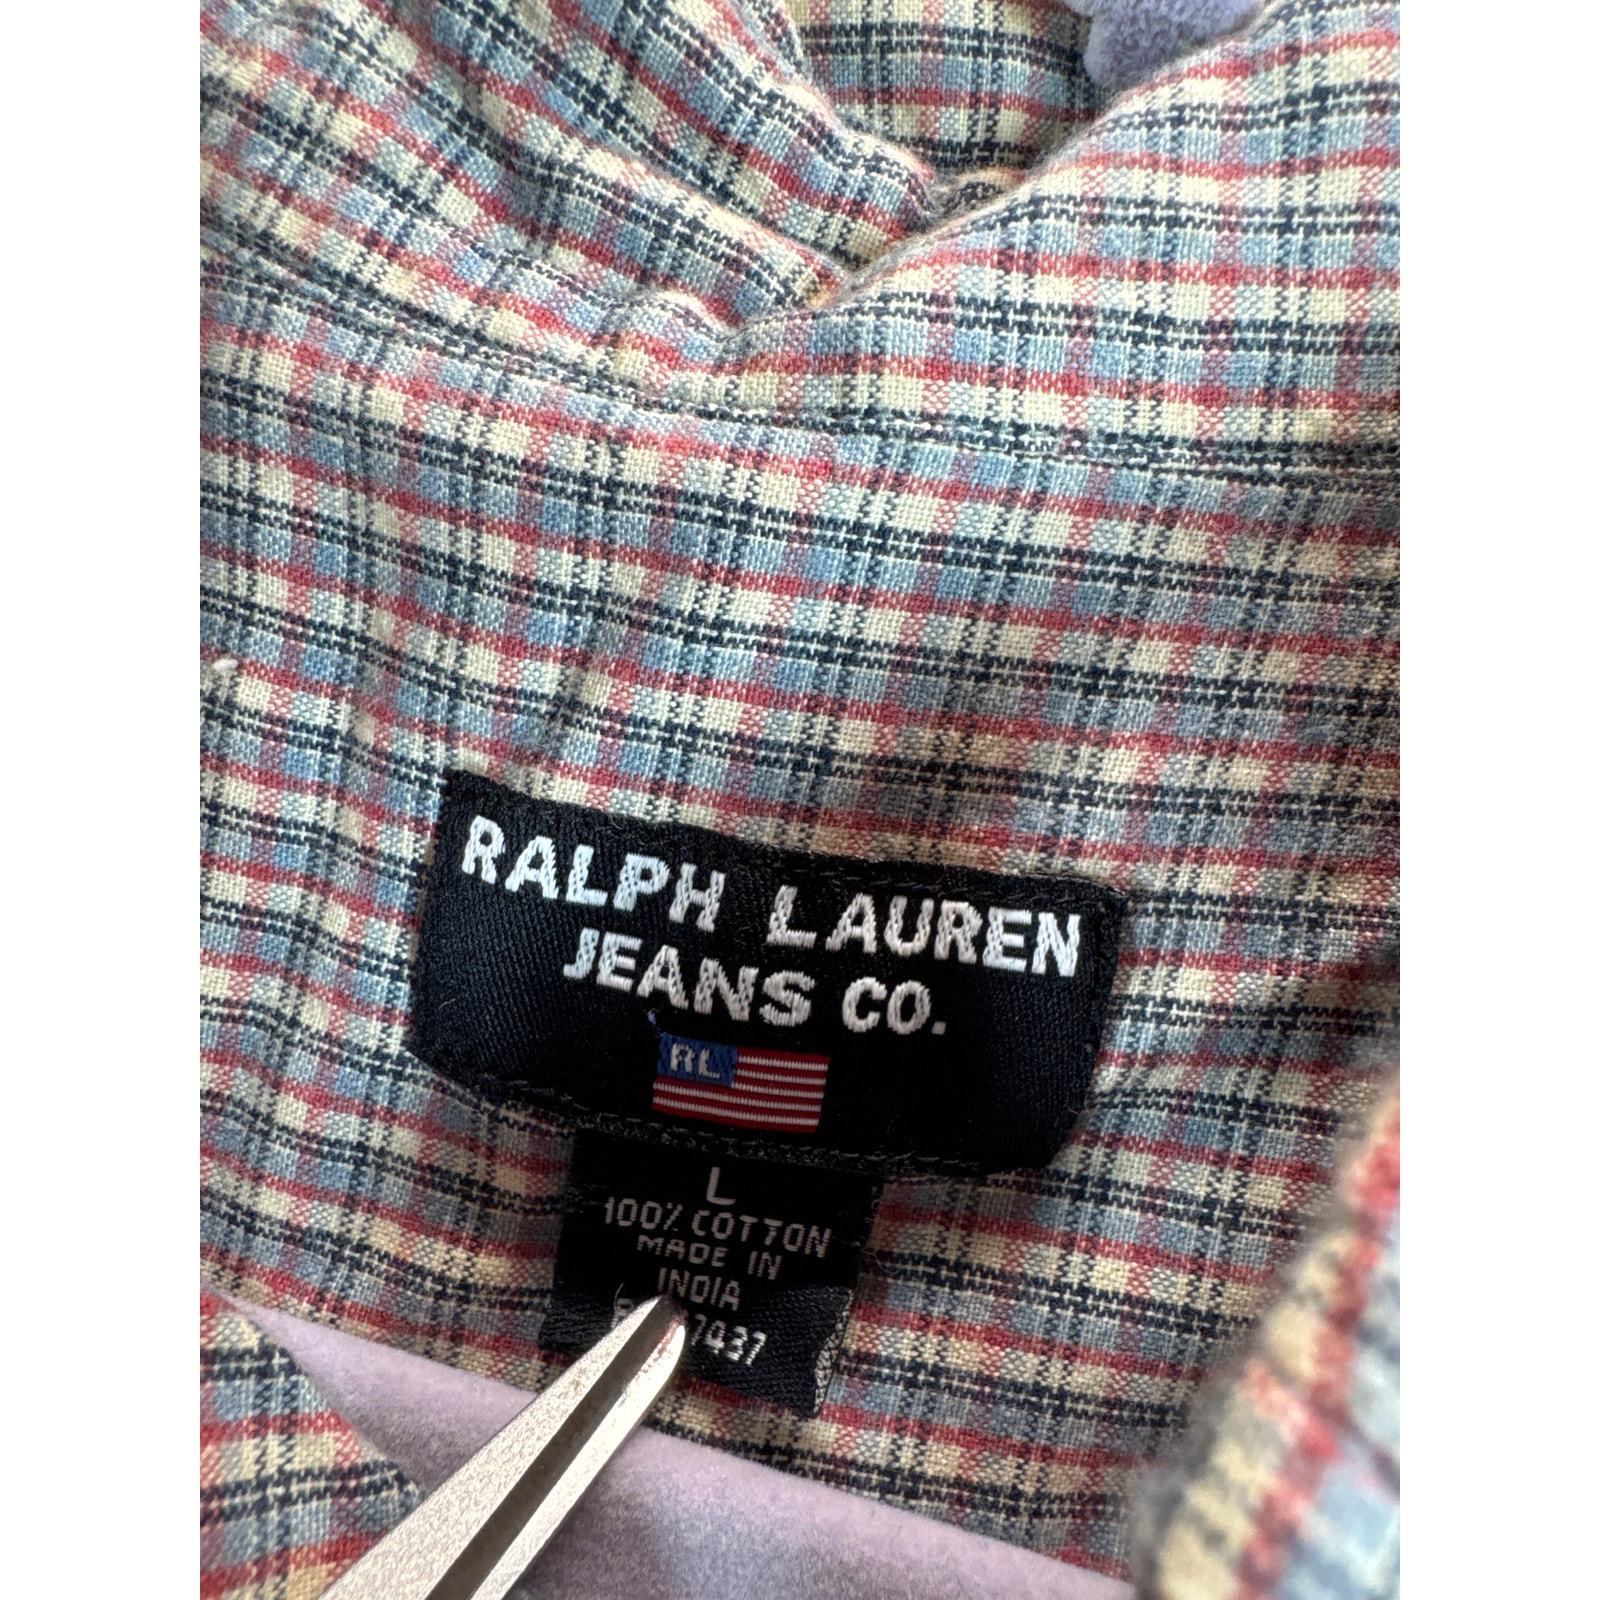 RALPH LAUREN
JEANS CO.
RL
L
100% COTTON
MADE IN
INDIA